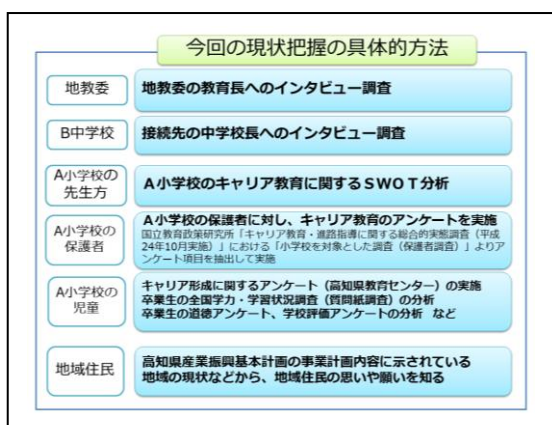 今回の現状把握の具体的方法
地教委
地教委の教育長へのインタビュー調査
B中学校
接続先の中学校長へのインタビュー調査
A小学校の
先生方
A小学校のキャリア教育に関するSWOT分析
A小学校の
保護者
A小学校の保護者に対し、キャリア教育のアンケートを実施
国立教育政策研究所「キャリア教育・進路指導に関する総合的実態調査（平成
24年10月実施）」における「小学校を対象とした調査（保護者調査）」よりア
ンケート項目を抽出して実施
A小学校の
児童
キャリア形成に関するアンケート（高知県教育センター）の実施
卒業生の全国学力・学習状況調査（質問紙調査）の分析
卒業生の道徳アンケート、学校評価アンケートの分析 など
地域住民
高知県産業振興基本計画の事業計画内容に示されている
地域の現状などから、地域住民の思いや願いを知る